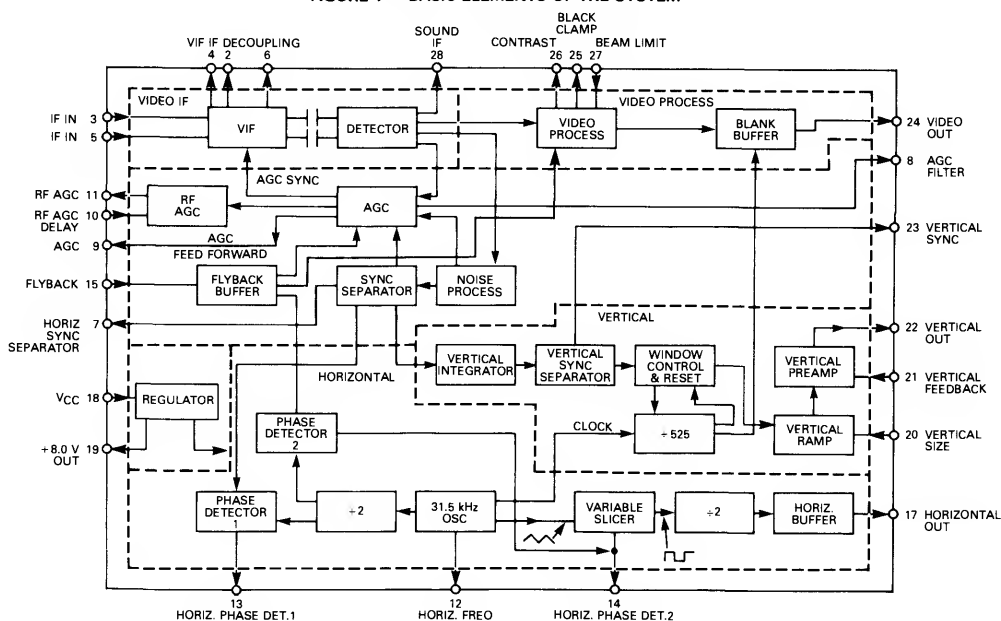 FIGURE 1 — BASIC ELEMENTS OF THE SYSTEM
VIF IF DECOUPLING
4 2 6
SOUND
IF
28
CONTRAST
26
BLACK
CLAMP
25
BEAM LIMIT
27
VIDEO IF
VIDEO PROCESS
IF IN 3
IF IN 5
VIF
DETECTOR
VIDEO
PROCESS
BLANK
BUFFER
24 VIDEO
OUT
8 AGC
FILTER
AGC SYNC
RF AGC 11
RF AGC 10
DELAY
AGC 9
RF
AGC
AGC
AGC
FEED FORWARD
23 VERTICAL
SYNC
FLYBACK 15
FLYBACK
BUFFER
SYNC
SEPARATOR
NOISE
PROCESS
HORIZ 7
SYNC
SEPARATOR
VERTICAL
22 VERTICAL
OUT
HORIZONTAL
VERTICAL
INTEGRATOR
VERTICAL
SYNC
SEPARATOR
WINDOW
CONTROL
& RESET
VERTICAL
PREAMP
21 VERTICAL
FEEDBACK
VCC 18
REGULATOR
+8.0 V 19
OUT
PHASE
DETECTOR
2
CLOCK
÷525
VERTICAL
RAMP
20 VERTICAL
SIZE
PHASE
DETECTOR
1
÷2
31.5 kHz
OSC
VARIABLE
SLICER
÷2
HORIZ.
BUFFER
17 HORIZONTAL
OUT
13
HORIZ. PHASE DET.1
12
HORIZ. FREQ
14
HORIZ. PHASE DET.2